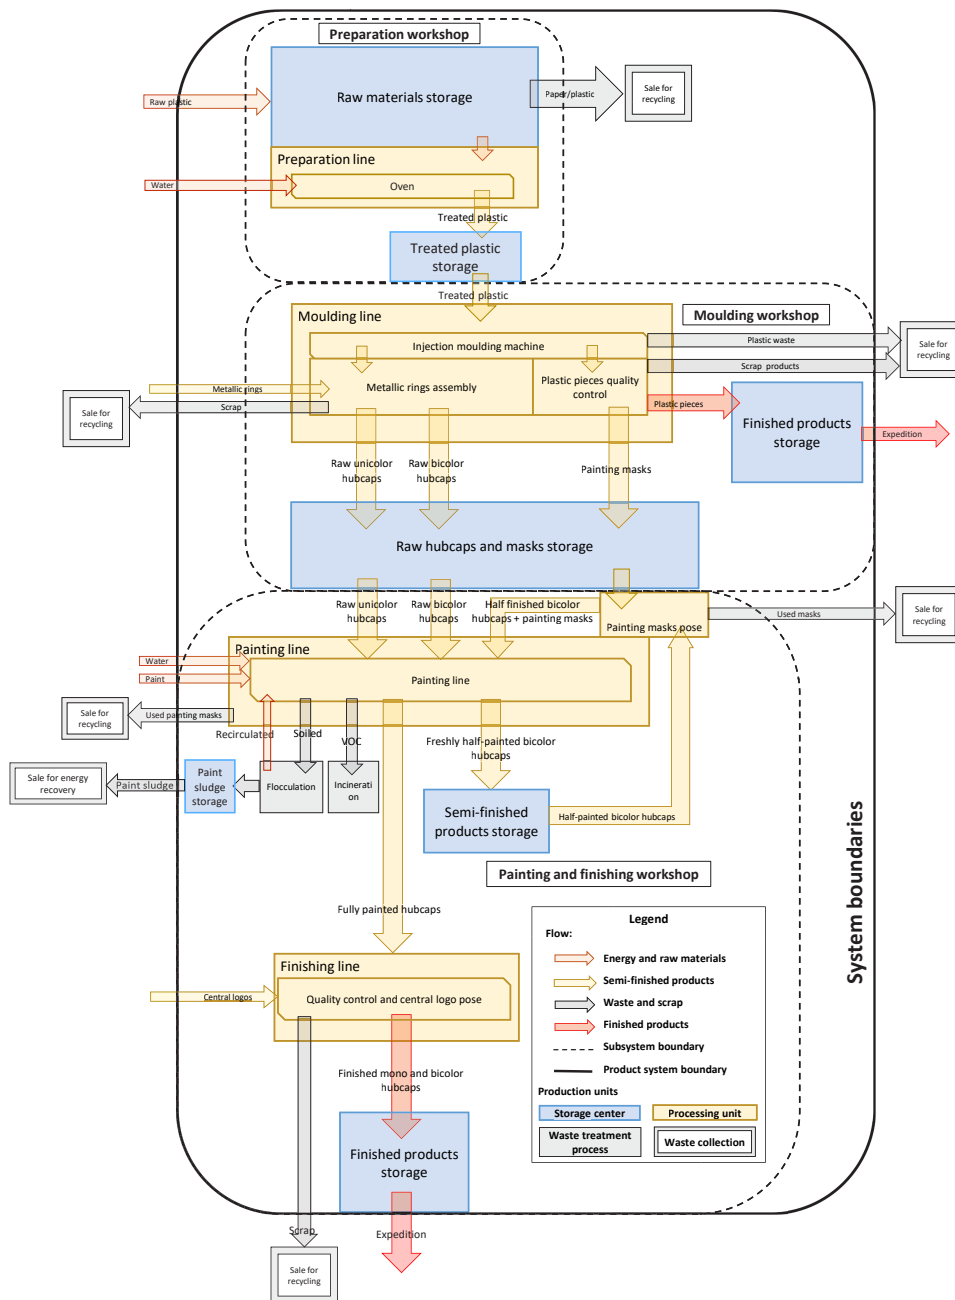 Preparation workshop
Raw materials storage
Raw plastic
Paper/plastic
Sale for
recycling
Preparation line
Water
Oven
Treated plastic
Treated plastic
storage
Treated plastic
Moulding line
Moulding workshop
Injection moulding machine
Plastic waste
Sale for
recycling
Scrap products
Metallic rings
Metallic rings assembly
Plastic pieces quality
control
Plastic pieces
Finished products
storage
Expedition
Scrap
Sale for
recycling
Raw unicolor
hubcaps
Raw bicolor
hubcaps
Painting masks
Raw hubcaps and masks storage
Raw unicolor
hubcaps
Raw bicolor
hubcaps
Half finished bicolor
hubcaps + painting masks
Painting masks pose
Used masks
Sale for
recycling
Painting line
Water
Paint
Painting line
Sale for
recycling
Used painting masks
Recirculated
Soiled
VOC
Freshly half-painted bicolor
hubcaps
Sale for energy
recovery
Paint sludge
Paint
sludge
storage
Flocculation
Incinerati
on
Semi-finished
products storage
Half-painted bicolor hubcaps
Painting and finishing workshop
System boundaries
Fully painted hubcaps
Finishing line
Central logos
Quality control and central logo pose
Finished mono and bicolor
hubcaps
Finished products
storage
Scrap
Expedition
Sale for
recycling
Legend
Flow:
Energy and raw materials
Semi-finished products
Waste and scrap
Finished products
Subsystem boundary
Product system boundary
Production units
Storage center
Processing unit
Waste treatment
process
Waste collection